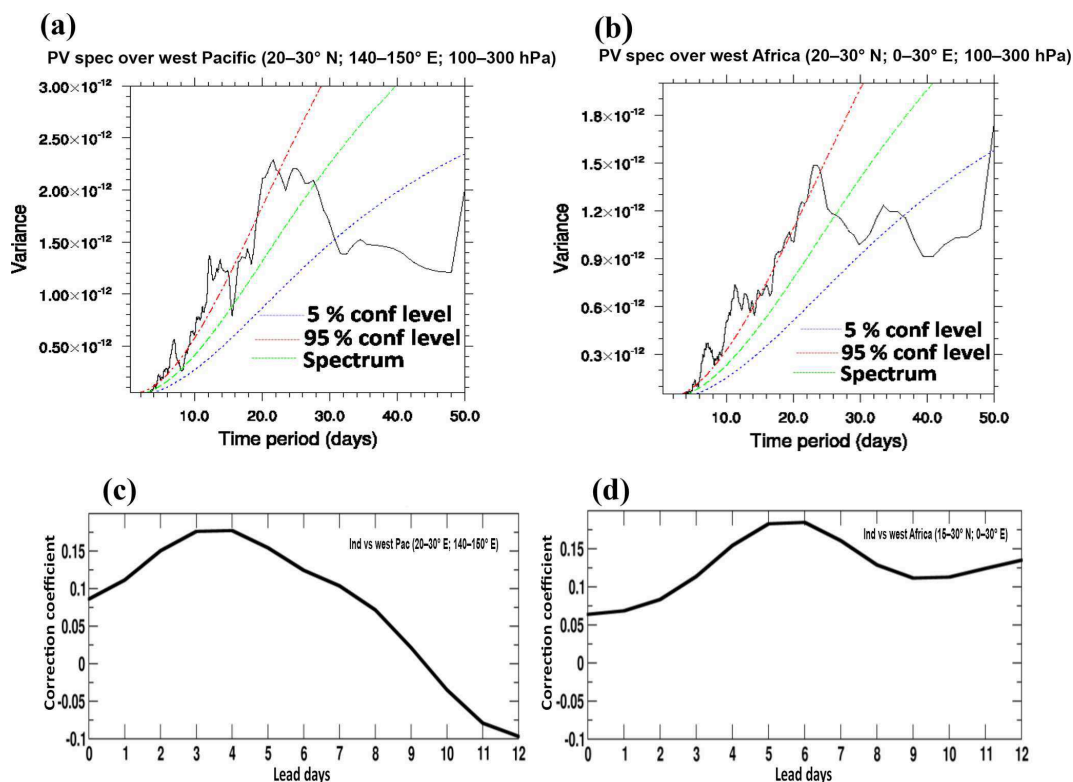 (a)
PV spec over west Pacific (20–30° N; 140–150° E; 100–300 hPa)
3.00×10⁻¹²
2.50×10⁻¹²
2.00×10⁻¹²
1.50×10⁻¹²
1.00×10⁻¹²
0.50×10⁻¹²
Variance
5 % conf level
95 % conf level
Spectrum
10.0 20.0 30.0 40.0 50.0
Time period (days)
(b)
PV spec over west Africa (20–30° N; 0–30° E; 100–300 hPa)
1.8×10⁻¹²
1.5×10⁻¹²
1.2×10⁻¹²
0.9×10⁻¹²
0.6×10⁻¹²
0.3×10⁻¹²
Variance
5 % conf level
95 % conf level
Spectrum
10.0 20.0 30.0 40.0 50.0
Time period (days)
(c)
Ind vs west Pac (20–30° E; 140–150° E)
0.15
0.1
0.05
0
-0.05
-0.1
Correction coefficient
0 1 2 3 4 5 6 7 8 9 10 11 12
Lead days
(d)
Ind vs west Africa (15–30° N; 0–30° E)
0.15
0.1
0.05
0
-0.05
-0.1
Correction coefficient
0 1 2 3 4 5 6 7 8 9 10 11 12
Lead days